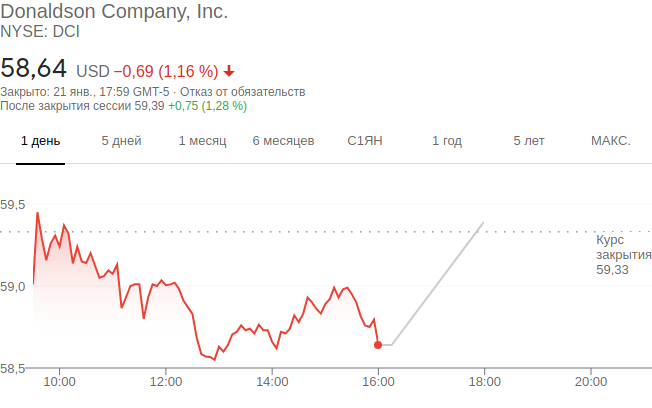 Donaldson Company, Inc.
NYSE: DCI
58,64 USD −0,69 (1,16 %)
Закрыто: 21 янв., 17:59 GMT-5 · Отказ от обязательств
После закрытия сессии 59,39 +0,75 (1,28 %)
1 день 5 дней 1 месяц 6 месяцев С1ЯН 1 год 5 лет МАКС.
59,5
Курс
закрытия
59,33
59,0
58,5
10:00 12:00 14:00 16:00 18:00 20:00